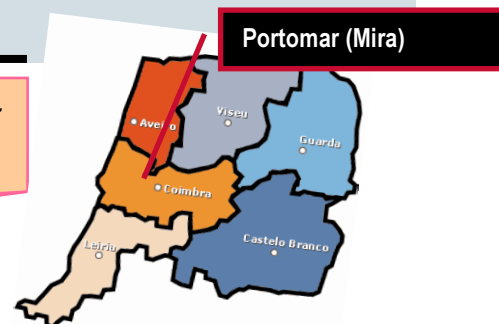 Portomar (Mira)
Viseu
Aveiro
Guarda
Coimbra
Leiria
Castelo Branco